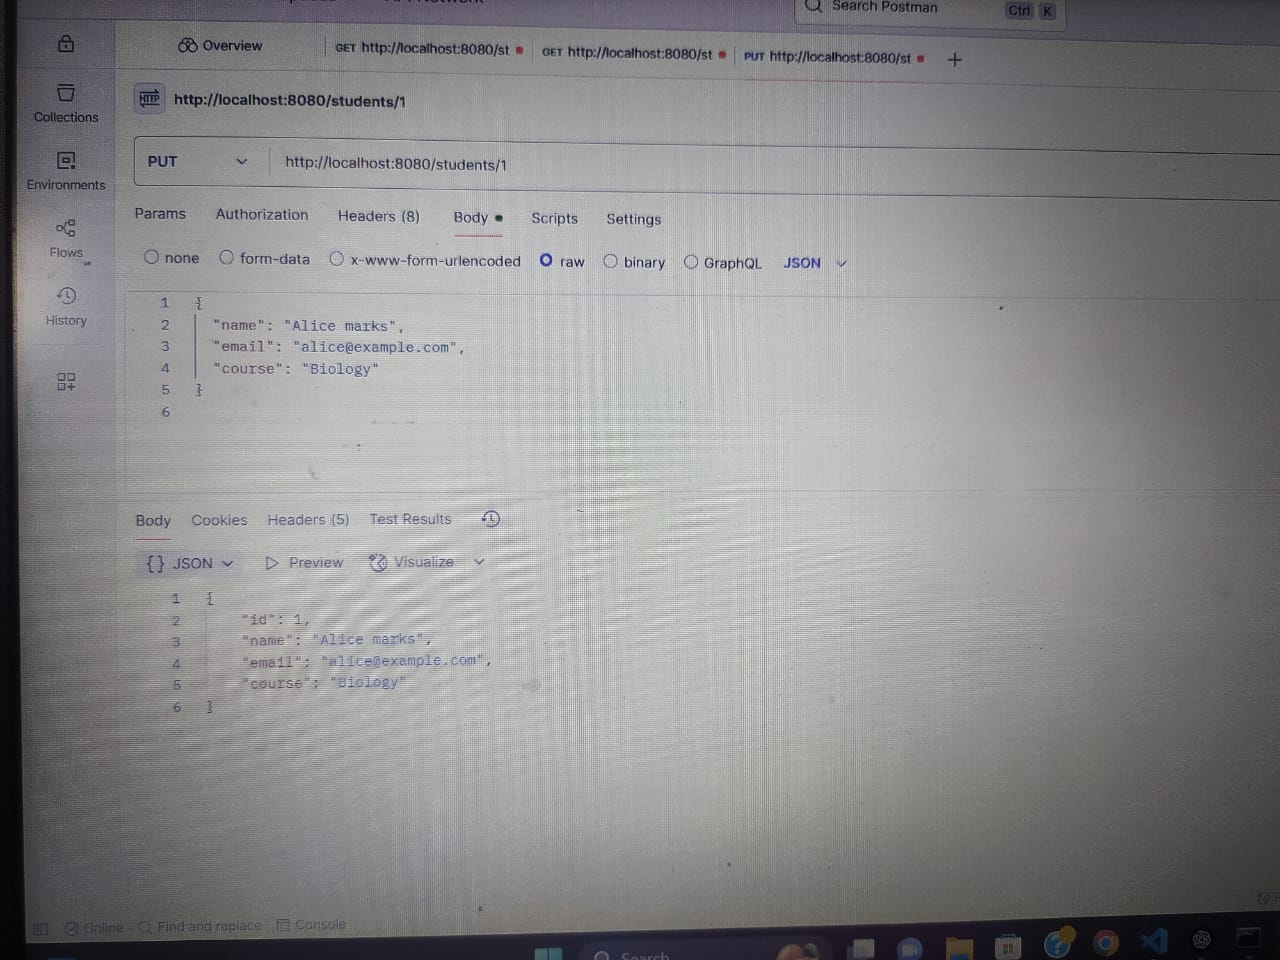 Search Postman Ctrl K
Overview
GET http://localhost:8080/st
GET http://localhost:8080/st
PUT http://localhost:8080/st
+
Collections
Environments
Flows
History
HTTP http://localhost:8080/students/1
PUT http://localhost:8080/students/1
Params Authorization Headers (8) Body Scripts Settings
none form-data x-www-form-urlencoded raw binary GraphQL JSON
1 {
2 "name": "Alice marks",
3 "email": "alice@example.com",
4 "course": "Biology"
5 }
6
Body Cookies Headers (5) Test Results
{} JSON Preview Visualize
1 {
2 "id": 1,
3 "name": "Alice marks",
4 "email": "alice@example.com",
5 "course": "Biology"
6 }
Online Find and replace Console
Search